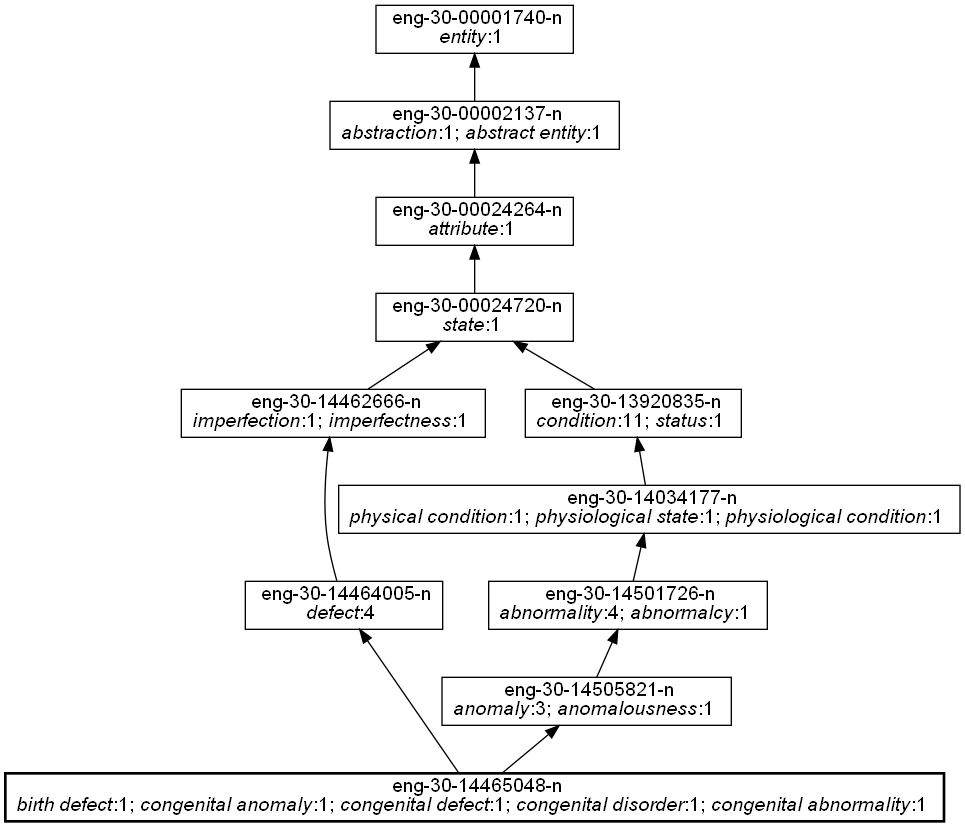 eng-30-00001740-n
entity:1
eng-30-00002137-n
abstraction:1; abstract entity:1
eng-30-00024264-n
attribute:1
eng-30-00024720-n
state:1
eng-30-14462666-n
imperfection:1; imperfectness:1
eng-30-13920835-n
condition:11; status:1
eng-30-14034177-n
physical condition:1; physiological state:1; physiological condition:1
eng-30-14464005-n
defect:4
eng-30-14501726-n
abnormality:4; abnormalcy:1
eng-30-14505821-n
anomaly:3; anomalousness:1
eng-30-14465048-n
birth defect:1; congenital anomaly:1; congenital defect:1; congenital disorder:1; congenital abnormality:1